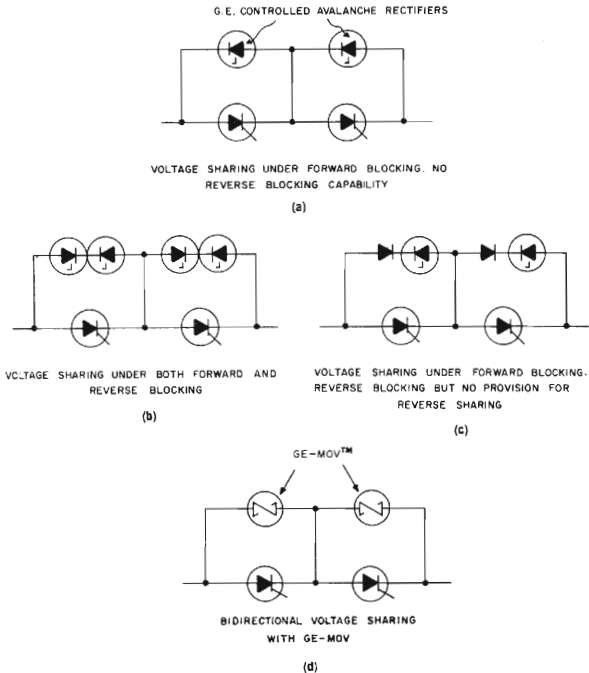 G.E. CONTROLLED AVALANCHE RECTIFIERS
VOLTAGE SHARING UNDER FORWARD BLOCKING. NO
REVERSE BLOCKING CAPABILITY
(a)
VOLTAGE SHARING UNDER BOTH FORWARD AND
REVERSE BLOCKING
(b)
VOLTAGE SHARING UNDER FORWARD BLOCKING.
REVERSE BLOCKING BUT NO PROVISION FOR
REVERSE SHARING
(c)
GE-MOV™
BIDIRECTIONAL VOLTAGE SHARING
WITH GE-MOV
(d)